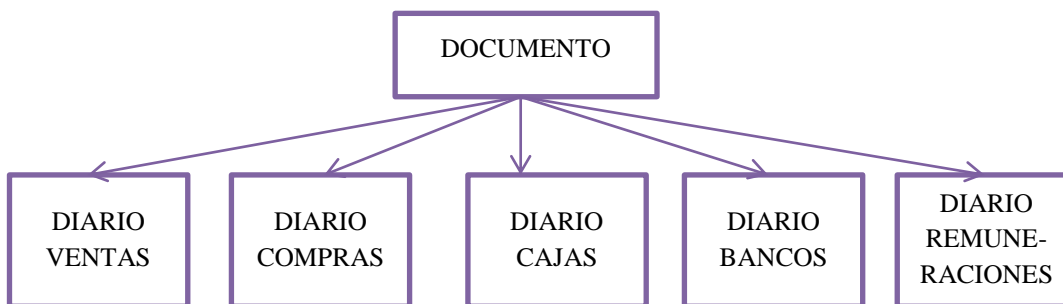 DOCUMENTO
DIARIO
VENTAS
DIARIO
COMPRAS
DIARIO
CAJAS
DIARIO
BANCOS
DIARIO
REMUNE-
RACIONES